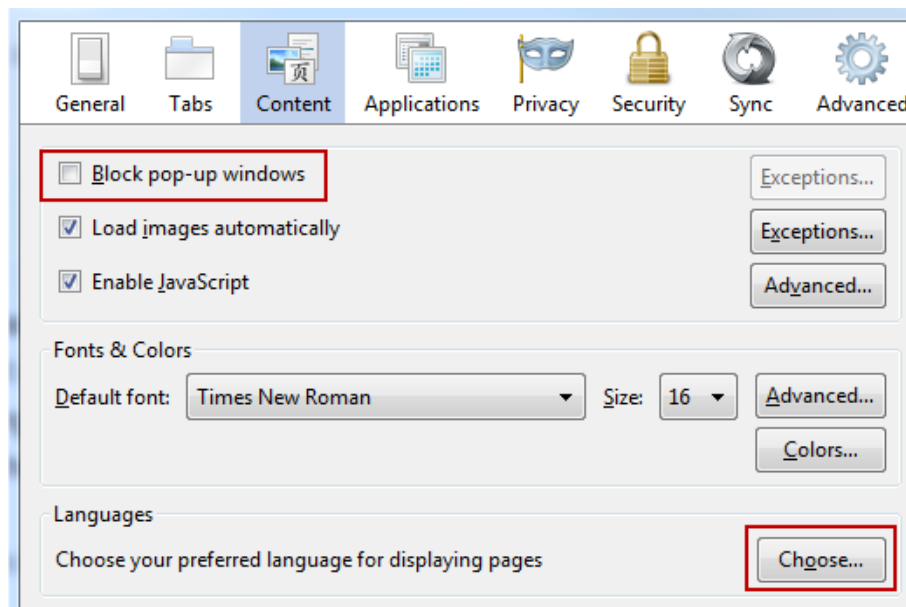 页
General Tabs Content Applications Privacy Security Sync Advanced
Block pop-up windows Exceptions...
Load images automatically Exceptions...
Enable JavaScript Advanced...
Fonts & Colors
Default font: Times New Roman Size: 16 Advanced...
Colors...
Languages
Choose your preferred language for displaying pages Choose...